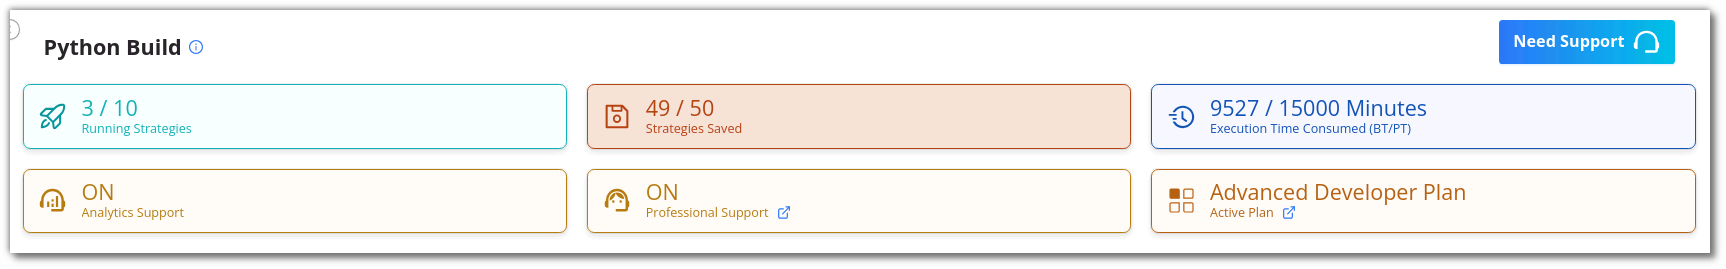 Python Build
Need Support
3 / 10
Running Strategies
49 / 50
Strategies Saved
9527 / 15000 Minutes
Execution Time Consumed (BT/PT)
ON
Analytics Support
ON
Professional Support
Advanced Developer Plan
Active Plan